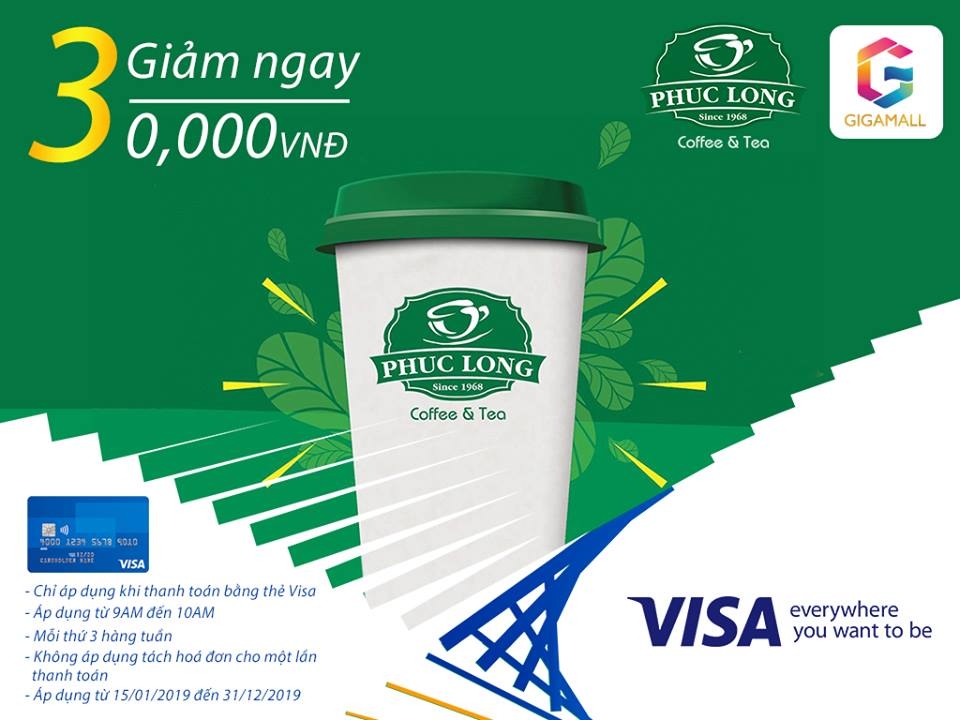 Giảm ngay
30,000VNĐ
PHUC LONG
Since 1968
Coffee & Tea
GIGAMALL
PHUC LONG
Since 1968
Coffee & Tea
4000 1234 5678 9010
CARDHOLDER NAME
VISA
- Chỉ áp dụng khi thanh toán bằng thẻ Visa
- Áp dụng từ 9AM đến 10AM
- Mỗi thứ 3 hàng tuần
- Không áp dụng tách hoá đơn cho một lần
thanh toán
- Áp dụng từ 15/01/2019 đến 31/12/2019
VISA everywhere
you want to be